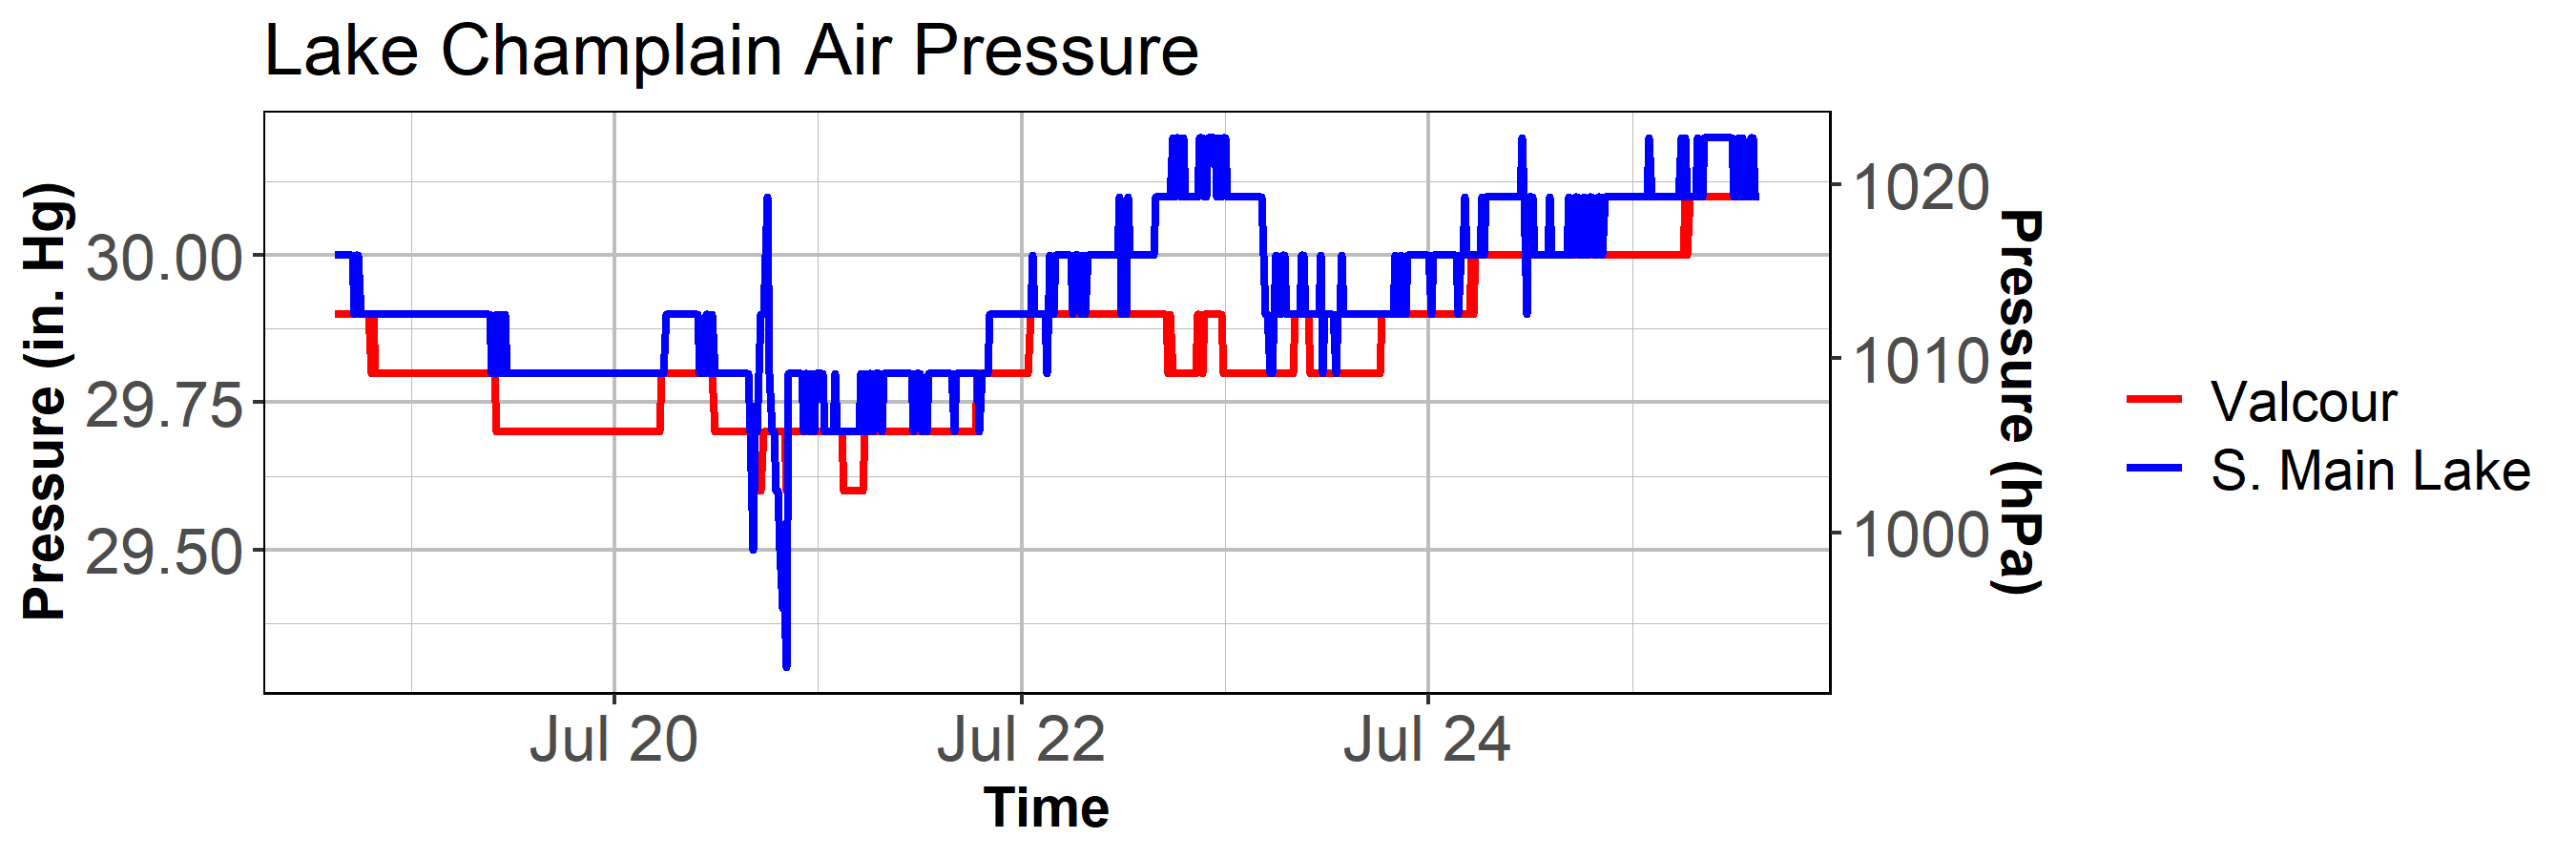 Lake Champlain Air Pressure
Pressure (in. Hg)
30.00
29.75
29.50
1020
1010
1000
Pressure (hPa)
Jul 20
Jul 22
Jul 24
Time
Valcour
S. Main Lake